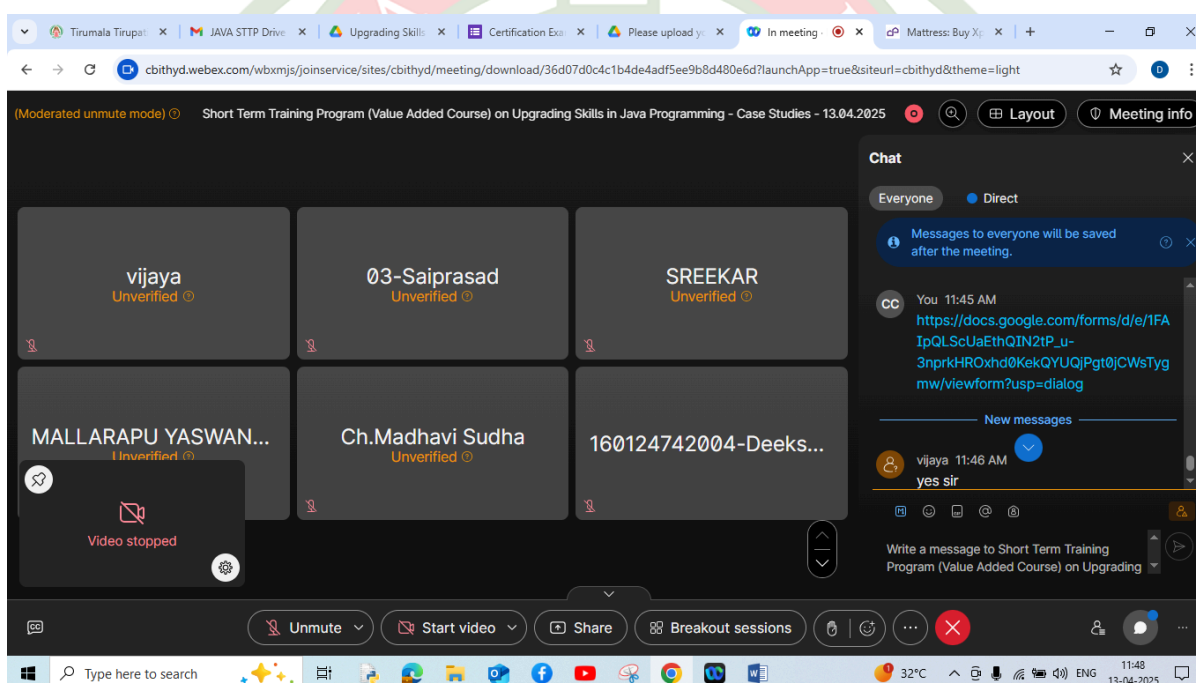 Tirumala Tirupati
JAVA STTP Drive
Upgrading Skills
Certification Exa
Please upload yo
In meeting ·
Mattress: Buy Xp
cbithyd.webex.com/wbxmjs/joinservice/sites/cbithyd/meeting/download/36d07d0c4c1b4de4adf5ee9b8d480e6d?launchApp=true&siteurl=cbithyd&theme=light
D
(Moderated unmute mode)
Short Term Training Program (Value Added Course) on Upgrading Skills in Java Programming - Case Studies - 13.04.2025
Layout
Meeting info
vijaya
Unverified
03-Saiprasad
Unverified
SREEKAR
Unverified
MALLARAPU YASWAN...
Unverified
Ch.Madhavi Sudha
Unverified
160124742004-Deeks...
Video stopped
Chat
Everyone
Direct
Messages to everyone will be saved
after the meeting.
CC
You 11:45 AM
https://docs.google.com/forms/d/e/1FA
IpQLScUaEthQIN2tP_u-
3nprkHROxhd0KekQYUQjPgt0jCWsTyg
mw/viewform?usp=dialog
New messages
vijaya 11:46 AM
yes sir
Write a message to Short Term Training
Program (Value Added Course) on Upgrading
CC
Unmute
Start video
Share
Breakout sessions
Type here to search
1
32°C
ENG
11:48
13-04-2025